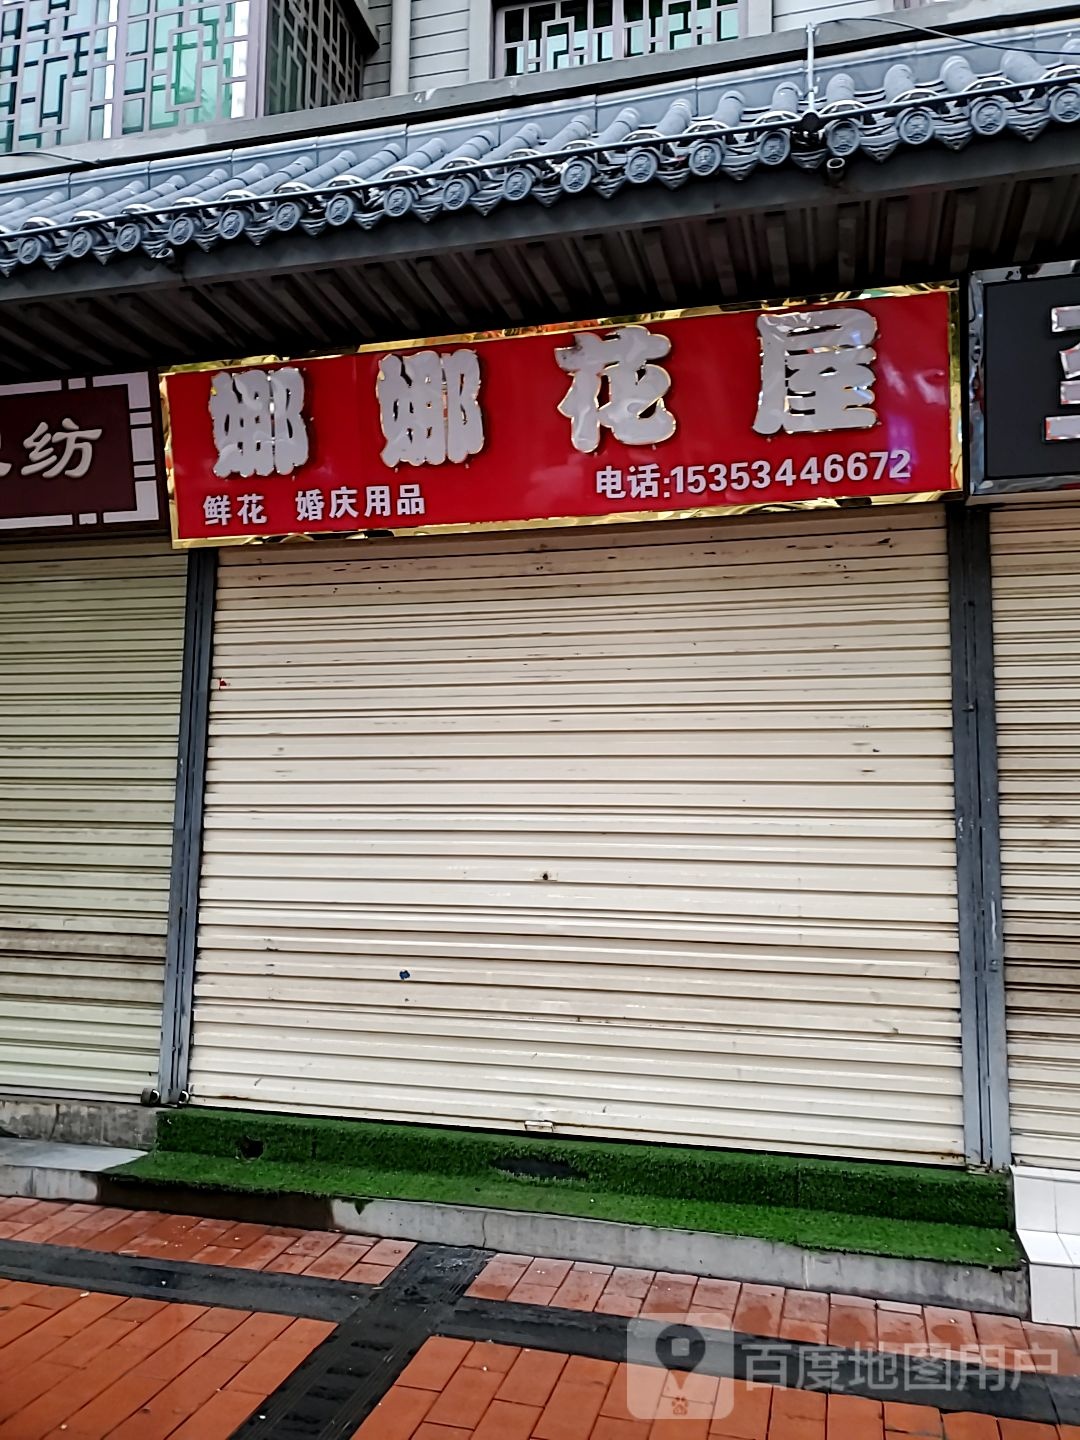 娜娜花屋
鲜花 婚庆用品
电话:15353446672
纺
百度地图用户